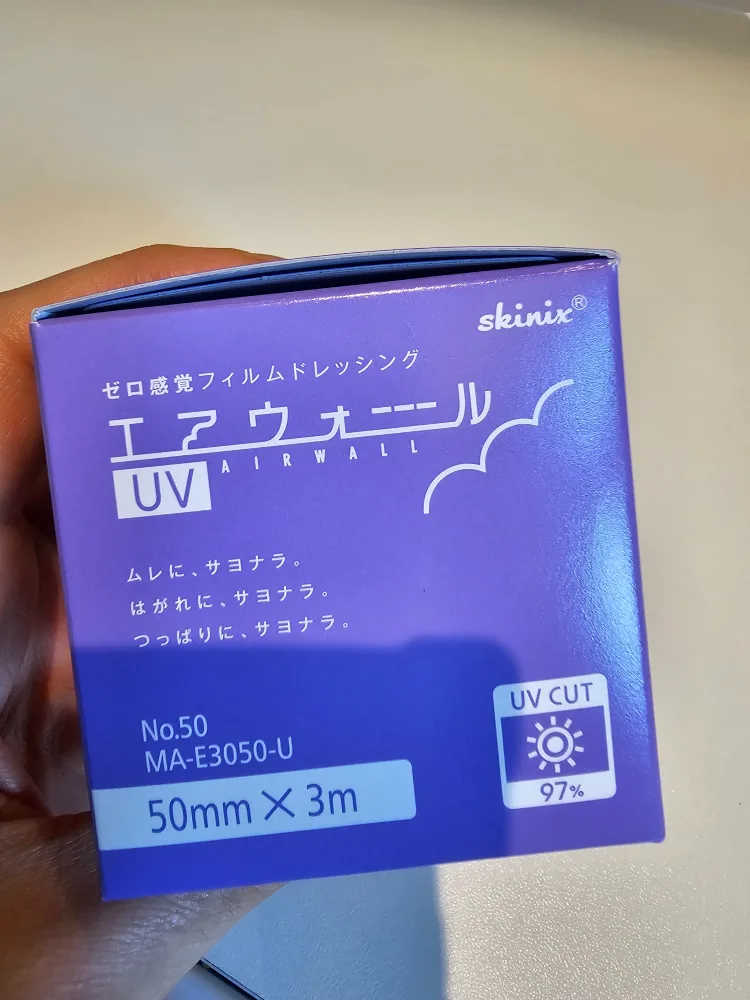 skinix®
ゼロ感覚フィルムドレッシング
エアウォール
UV AIRWALL
ムレに、サヨナラ。
はがれに、サヨナラ。
つっぱりに、サヨナラ。
No.50
MA-E3050-U
50mm×3m
UV CUT
97%